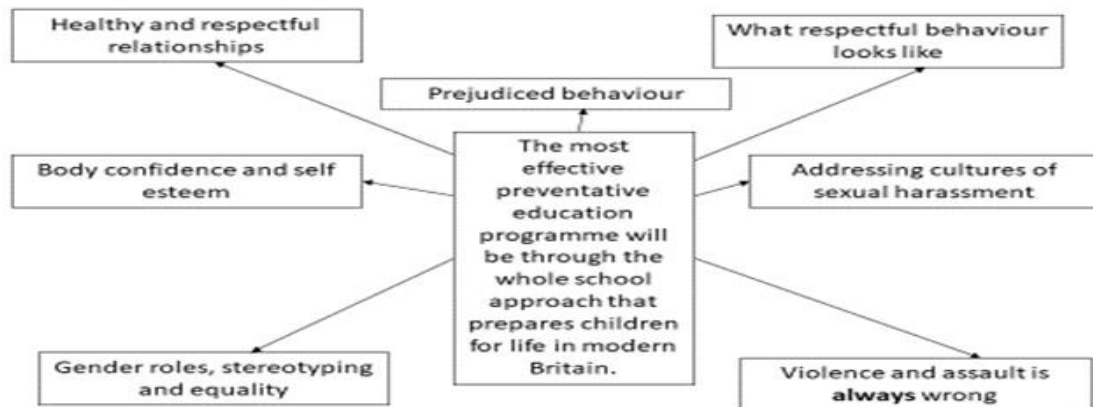 Healthy and respectful
relationships
What respectful behaviour
looks like
Prejudiced behaviour
The most
effective
preventative
education
programme will
be through the
whole school
approach that
prepares children
for life in modern
Britain.
Body confidence and self
esteem
Addressing cultures of
sexual harassment
Gender roles, stereotyping
and equality
Violence and assault is
always wrong